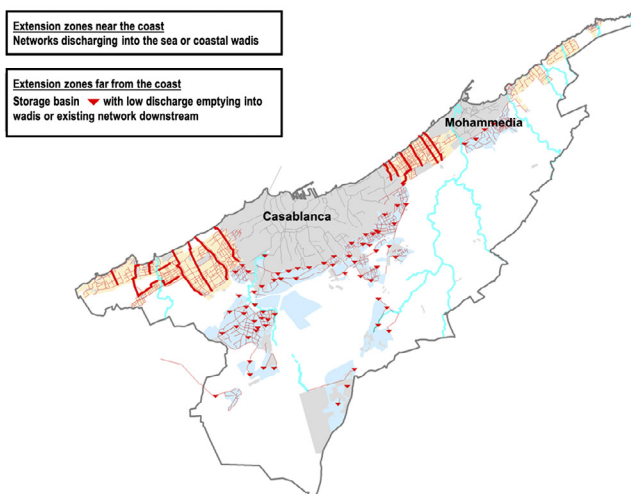 Extension zones near the coast
Networks discharging into the sea or coastal wadis
Extension zones far from the coast
Storage basin with low discharge emptying into
wadis or existing network downstream
Mohammedia
Casablanca